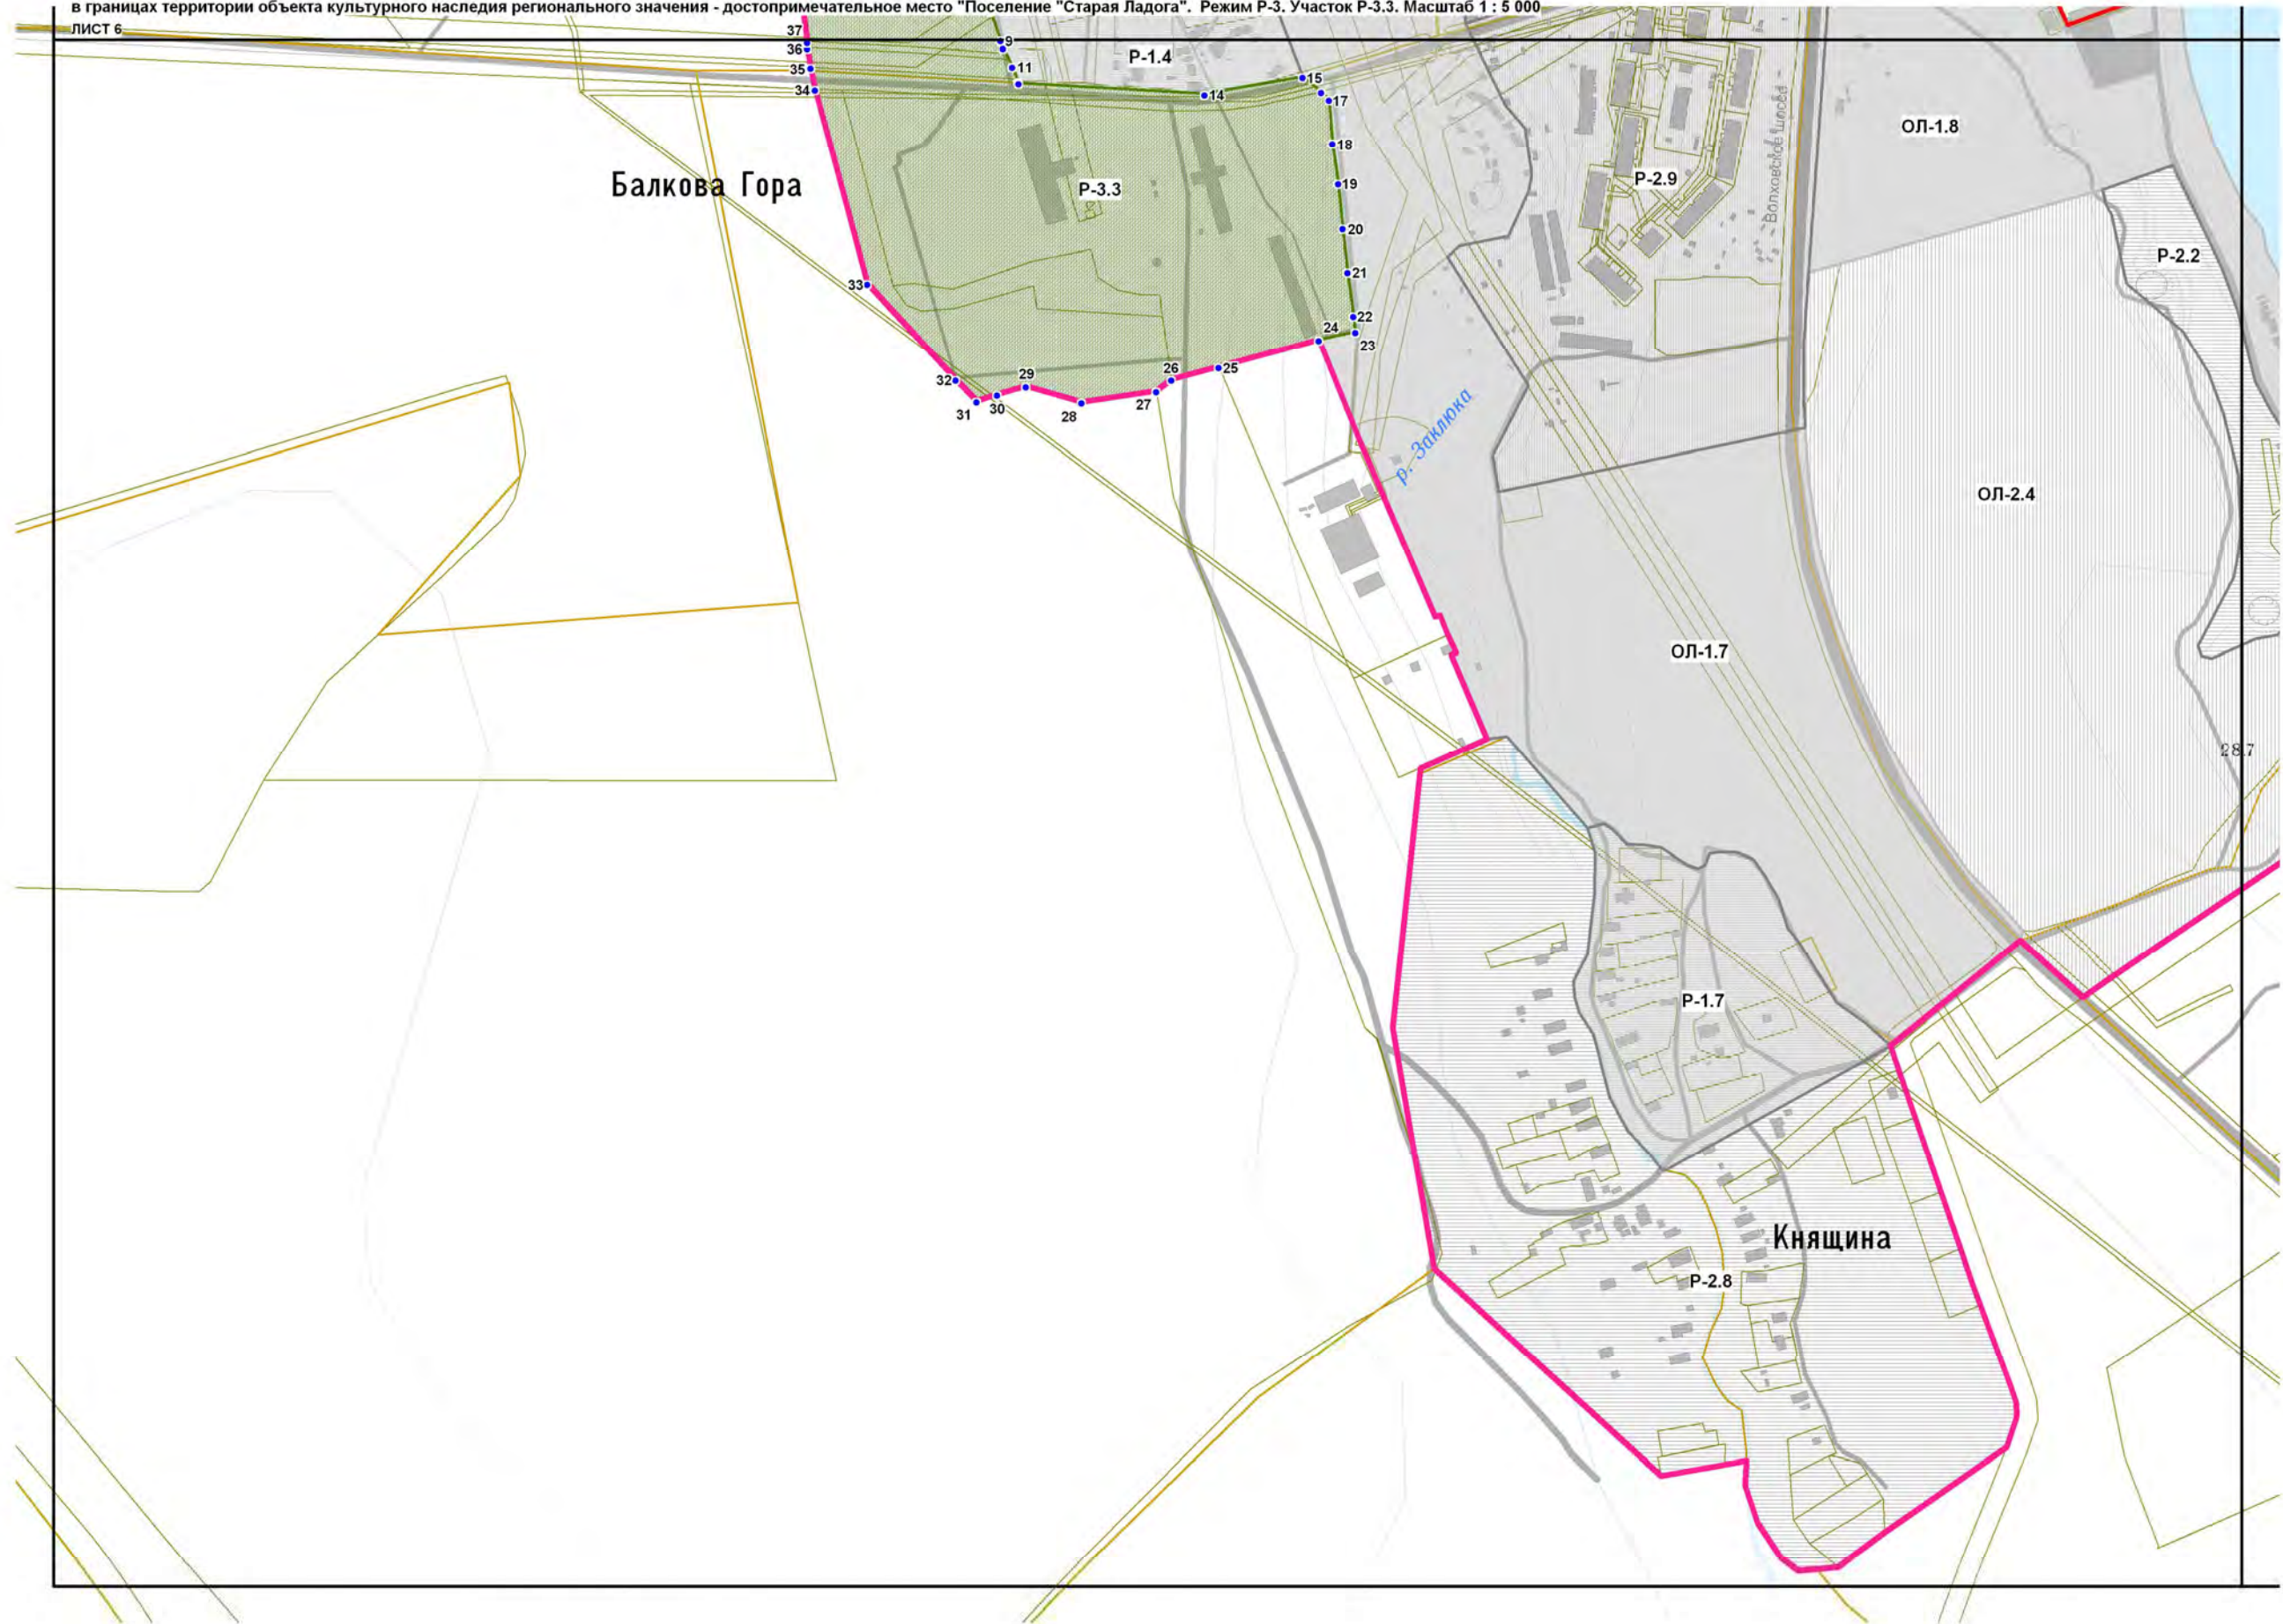 в границах территории объекта культурного наследия регионального значения - достопримечательное место "Поселение "Старая Ладога". Режим Р-3. Участок Р-3.3. Масштаб 1 : 5 000
ЛИСТ 6
37
36
35
34
9
11
Р-1.4
14
15
17
18
19
20
21
22
23
24
25
26
27
28
29
30
31
32
33
Балкова Гора
Р-3.3
Р-2.9
Волховское шоссе
ОЛ-1.8
Р-2.2
р. Заклюка
ОЛ-2.4
ОЛ-1.7
28.7
Р-1.7
Княщина
Р-2.8